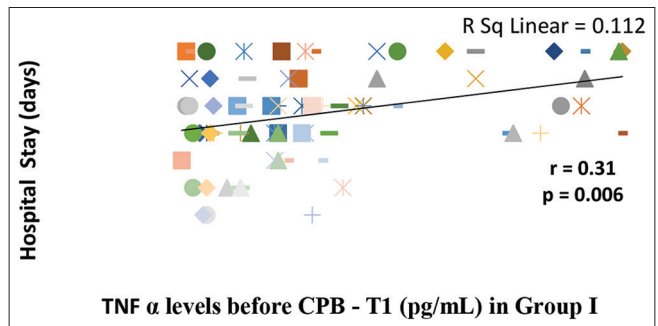 R Sq Linear = 0.112
Hospital Stay (days)
r = 0.31
p = 0.006
TNF α levels before CPB - T1 (pg/mL) in Group I